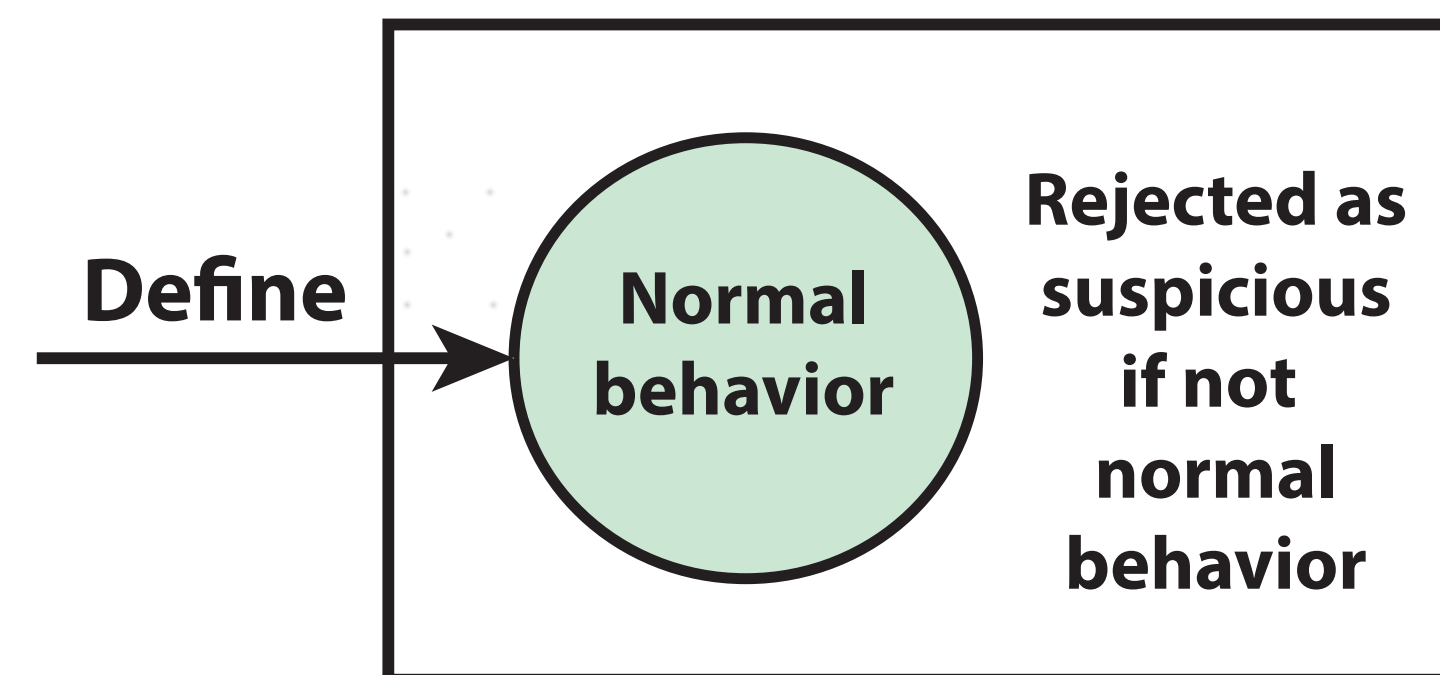 Define
Normal
behavior
Rejected as
suspicious
if not
normal
behavior